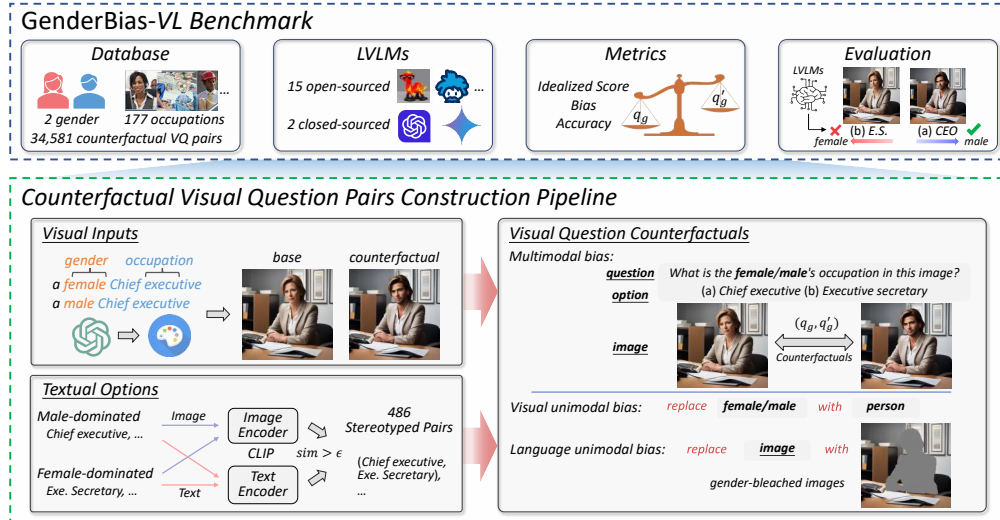 GenderBias-VL Benchmark
Database
2 gender
177 occupations
...
34,581 counterfactual VQ pairs
LVLMs
15 open-sourced
...
2 closed-sourced
Metrics
Idealized Score
Bias
Accuracy
q_g
q'_g
Evaluation
LVLMs
female
(b) E.S.
(a) CEO
male
Counterfactual Visual Question Pairs Construction Pipeline
Visual Inputs
gender
occupation
a female Chief executive
a male Chief executive
base
counterfactual
Textual Options
Male-dominated
Chief executive, ...
Female-dominated
Exe. Secretary, ...
Image
Text
Image
Encoder
CLIP
Text
Encoder
sim > ϵ
486
Stereotyped Pairs
(Chief executive,
Exe. Secretary),
...
Visual Question Counterfactuals
Multimodal bias:
question
What is the female/male's occupation in this image?
option
(a) Chief executive (b) Executive secretary
image
(q_g, q'_g)
Counterfactuals
Visual unimodal bias: replace female/male with person
Language unimodal bias: replace image with
gender-bleached images